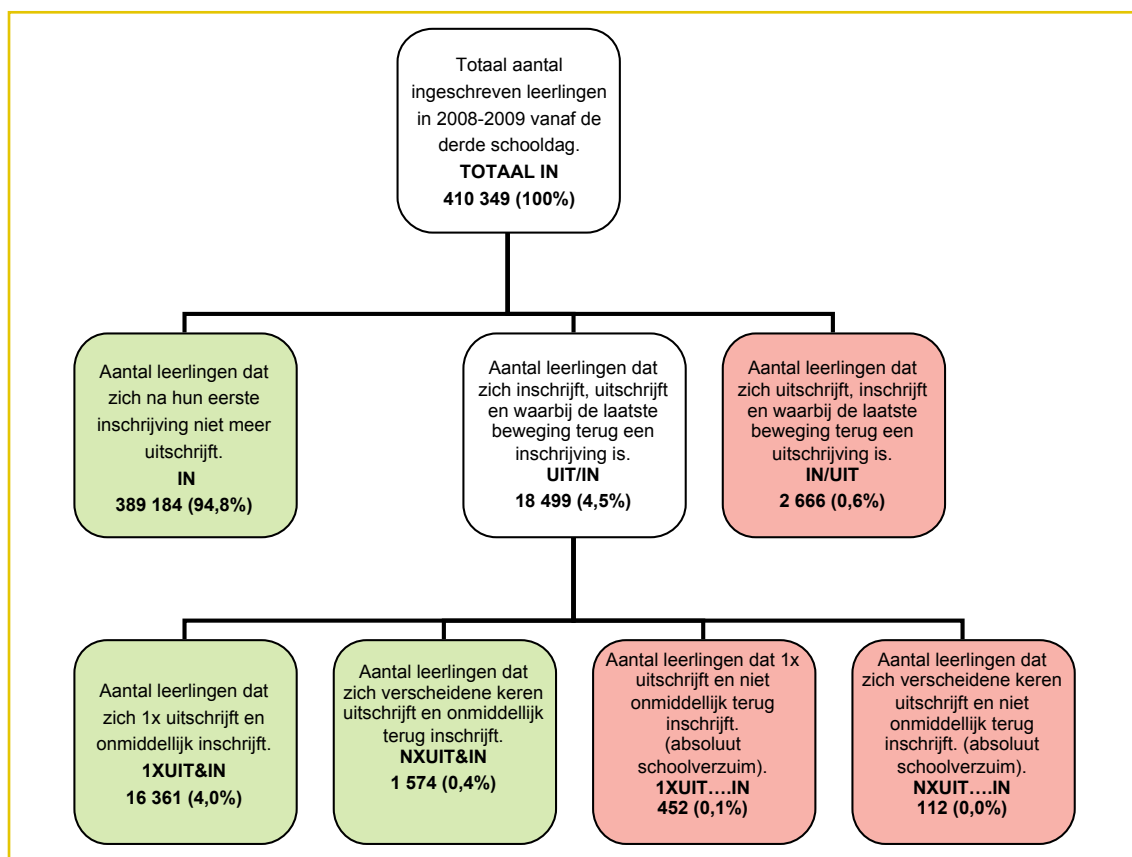 Totaal aantal
ingeschreven leerlingen
in 2008-2009 vanaf de
derde schooldag.
TOTAAL IN
410 349 (100%)
Aantal leerlingen dat
zich na hun eerste
inschrijving niet meer
uitschrijft.
IN
389 184 (94,8%)
Aantal leerlingen dat
zich inschrijft, uitschrijft
en waarbij de laatste
beweging terug een
inschrijving is.
UIT/IN
18 499 (4,5%)
Aantal leerlingen dat
zich uitschrijft, inschrijft
en waarbij de laatste
beweging terug een
uitschrijving is.
IN/UIT
2 666 (0,6%)
Aantal leerlingen dat
zich 1x uitschrijft en
onmiddellijk inschrijft.
1XUIT&IN
16 361 (4,0%)
Aantal leerlingen dat
zich verscheidene keren
uitschrijft en onmiddellijk
terug inschrijft.
NXUIT&IN
1 574 (0,4%)
Aantal leerlingen dat 1x
uitschrijft en niet
onmiddellijk terug
inschrijft.
(absoluut
schoolverzuim).
1XUIT....IN
452 (0,1%)
Aantal leerlingen dat
zich verscheidene keren
uitschrijft en niet
onmiddellijk terug
inschrijft. (absoluut
schoolverzuim).
NXUIT....IN
112 (0,0%)